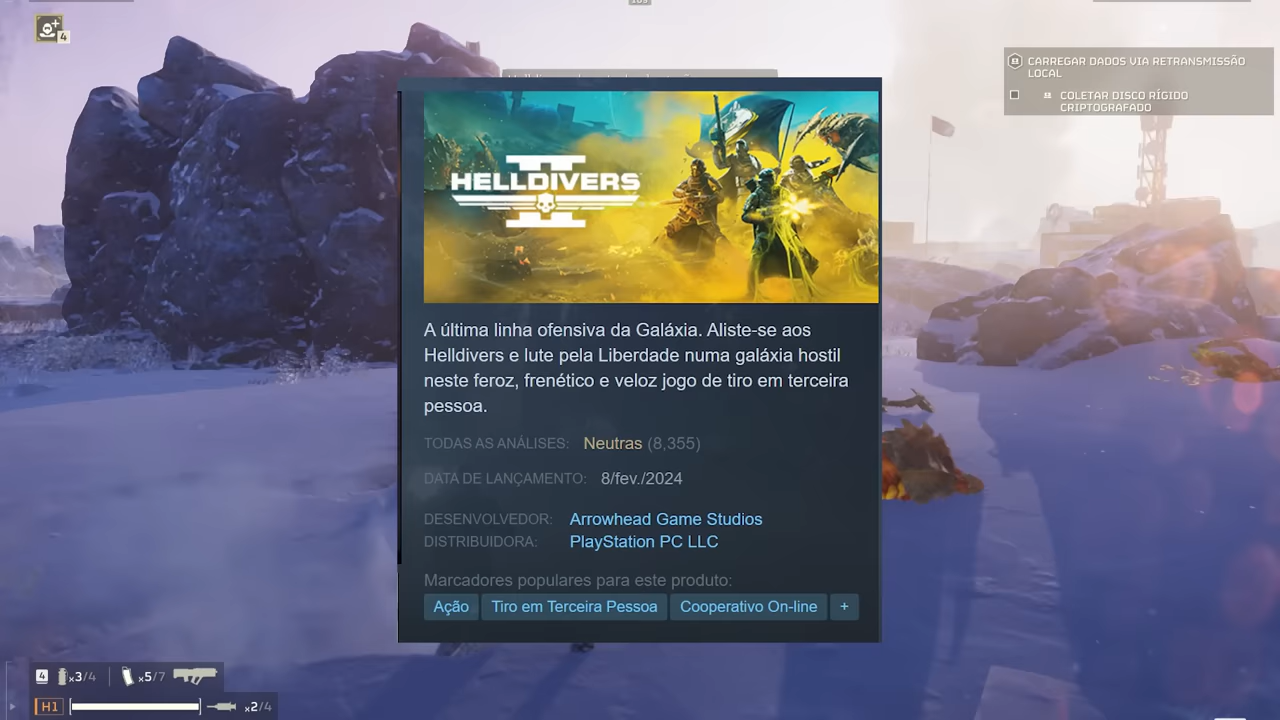 4
CARREGAR DADOS VIA RETRANSMISSÃO
LOCAL
COLETAR DISCO RÍGIDO
CRIPTOGRAFADO
HELLDIVERS
II
A última linha ofensiva da Galáxia. Aliste-se aos
Helldivers e lute pela Liberdade numa galáxia hostil
neste feroz, frenético e veloz jogo de tiro em terceira
pessoa.
TODAS AS ANÁLISES: Neutras (8,355)
DATA DE LANÇAMENTO: 8/fev./2024
DESENVOLVEDOR: Arrowhead Game Studios
DISTRIBUIDORA: PlayStation PC LLC
Marcadores populares para este produto:
Ação Tiro em Terceira Pessoa Cooperativo On-line +
4 x3/4 x5/7
H1 x2/4